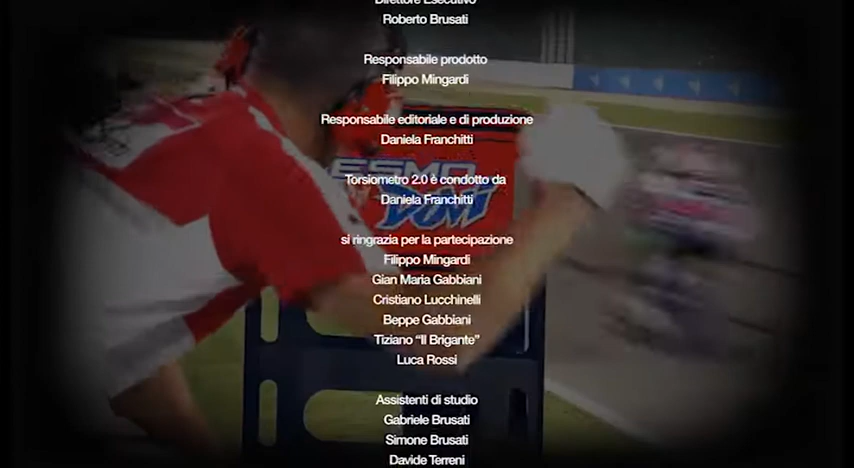 Direttore Esecutivo
Roberto Brusati
Responsabile prodotto
Filippo Mingardi
Responsabile editoriale e di produzione
Daniela Franchitti
Torsiometro 2.0 è condotto da
Daniela Franchitti
si ringrazia per la partecipazione
Filippo Mingardi
Gian Maria Gabbiani
Cristiano Lucchinelli
Beppe Gabbiani
Tiziano “Il Brigante”
Luca Rossi
Assistenti di studio
Gabriele Brusati
Simone Brusati
Davide Terreni